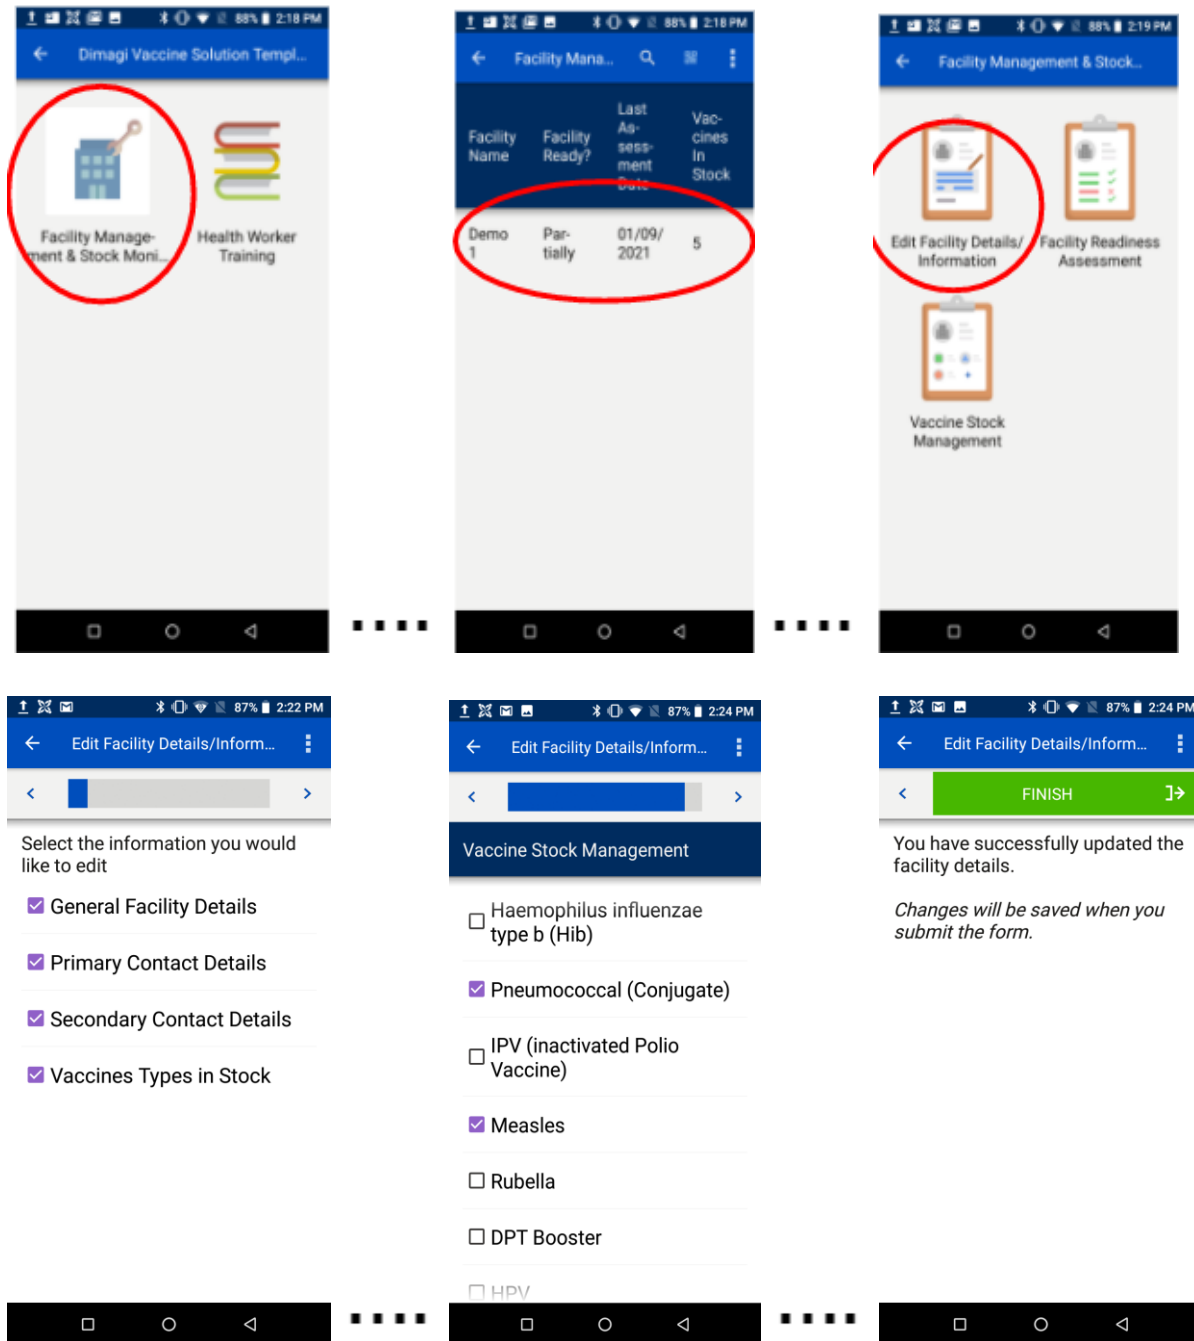 88% 2:18 PM
Dimagi Vaccine Solution Templ...
Facility Manage-
ment & Stock Moni...
Health Worker
Training
88% 2:18 PM
Facility Mana...
Facility
Name
Facility
Ready?
Last
As-
sess-
ment
Date
Vac-
cines
In
Stock
Demo
1
Par-
tially
01/09/
2021
5
88% 2:19 PM
Facility Management & Stock...
Edit Facility Details/
Information
Facility Readiness
Assessment
Vaccine Stock
Management
87% 2:22 PM
Edit Facility Details/Inform...
Select the information you would
like to edit
General Facility Details
Primary Contact Details
Secondary Contact Details
Vaccines Types in Stock
87% 2:24 PM
Edit Facility Details/Inform...
Vaccine Stock Management
Haemophilus influenzae
type b (Hib)
Pneumococcal (Conjugate)
IPV (inactivated Polio
Vaccine)
Measles
Rubella
DPT Booster
HPV
87% 2:24 PM
Edit Facility Details/Inform...
FINISH
You have successfully updated the
facility details.
Changes will be saved when you
submit the form.